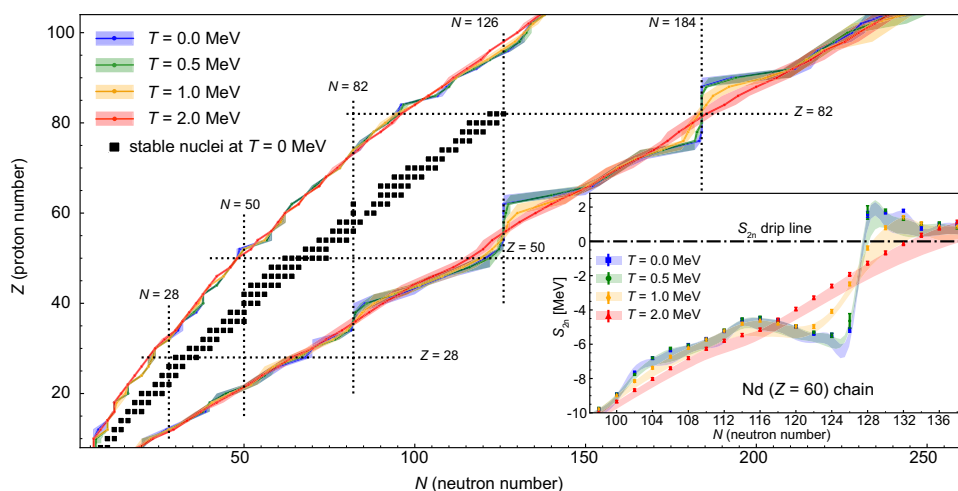 Z (proton number)
100
80
60
40
20
T = 0.0 MeV
T = 0.5 MeV
T = 1.0 MeV
T = 2.0 MeV
stable nuclei at T = 0 MeV
N = 126
N = 184
N = 82
Z = 82
N = 50
N = 28
Z = 50
Z = 28
50
100
150
200
250
N (neutron number)
S2n [MeV]
2
0
-2
-4
-6
-8
-10
S2n drip line
T = 0.0 MeV
T = 0.5 MeV
T = 1.0 MeV
T = 2.0 MeV
Nd (Z = 60) chain
100 104 108 112 116 120 124 128 132 136
N (neutron number)